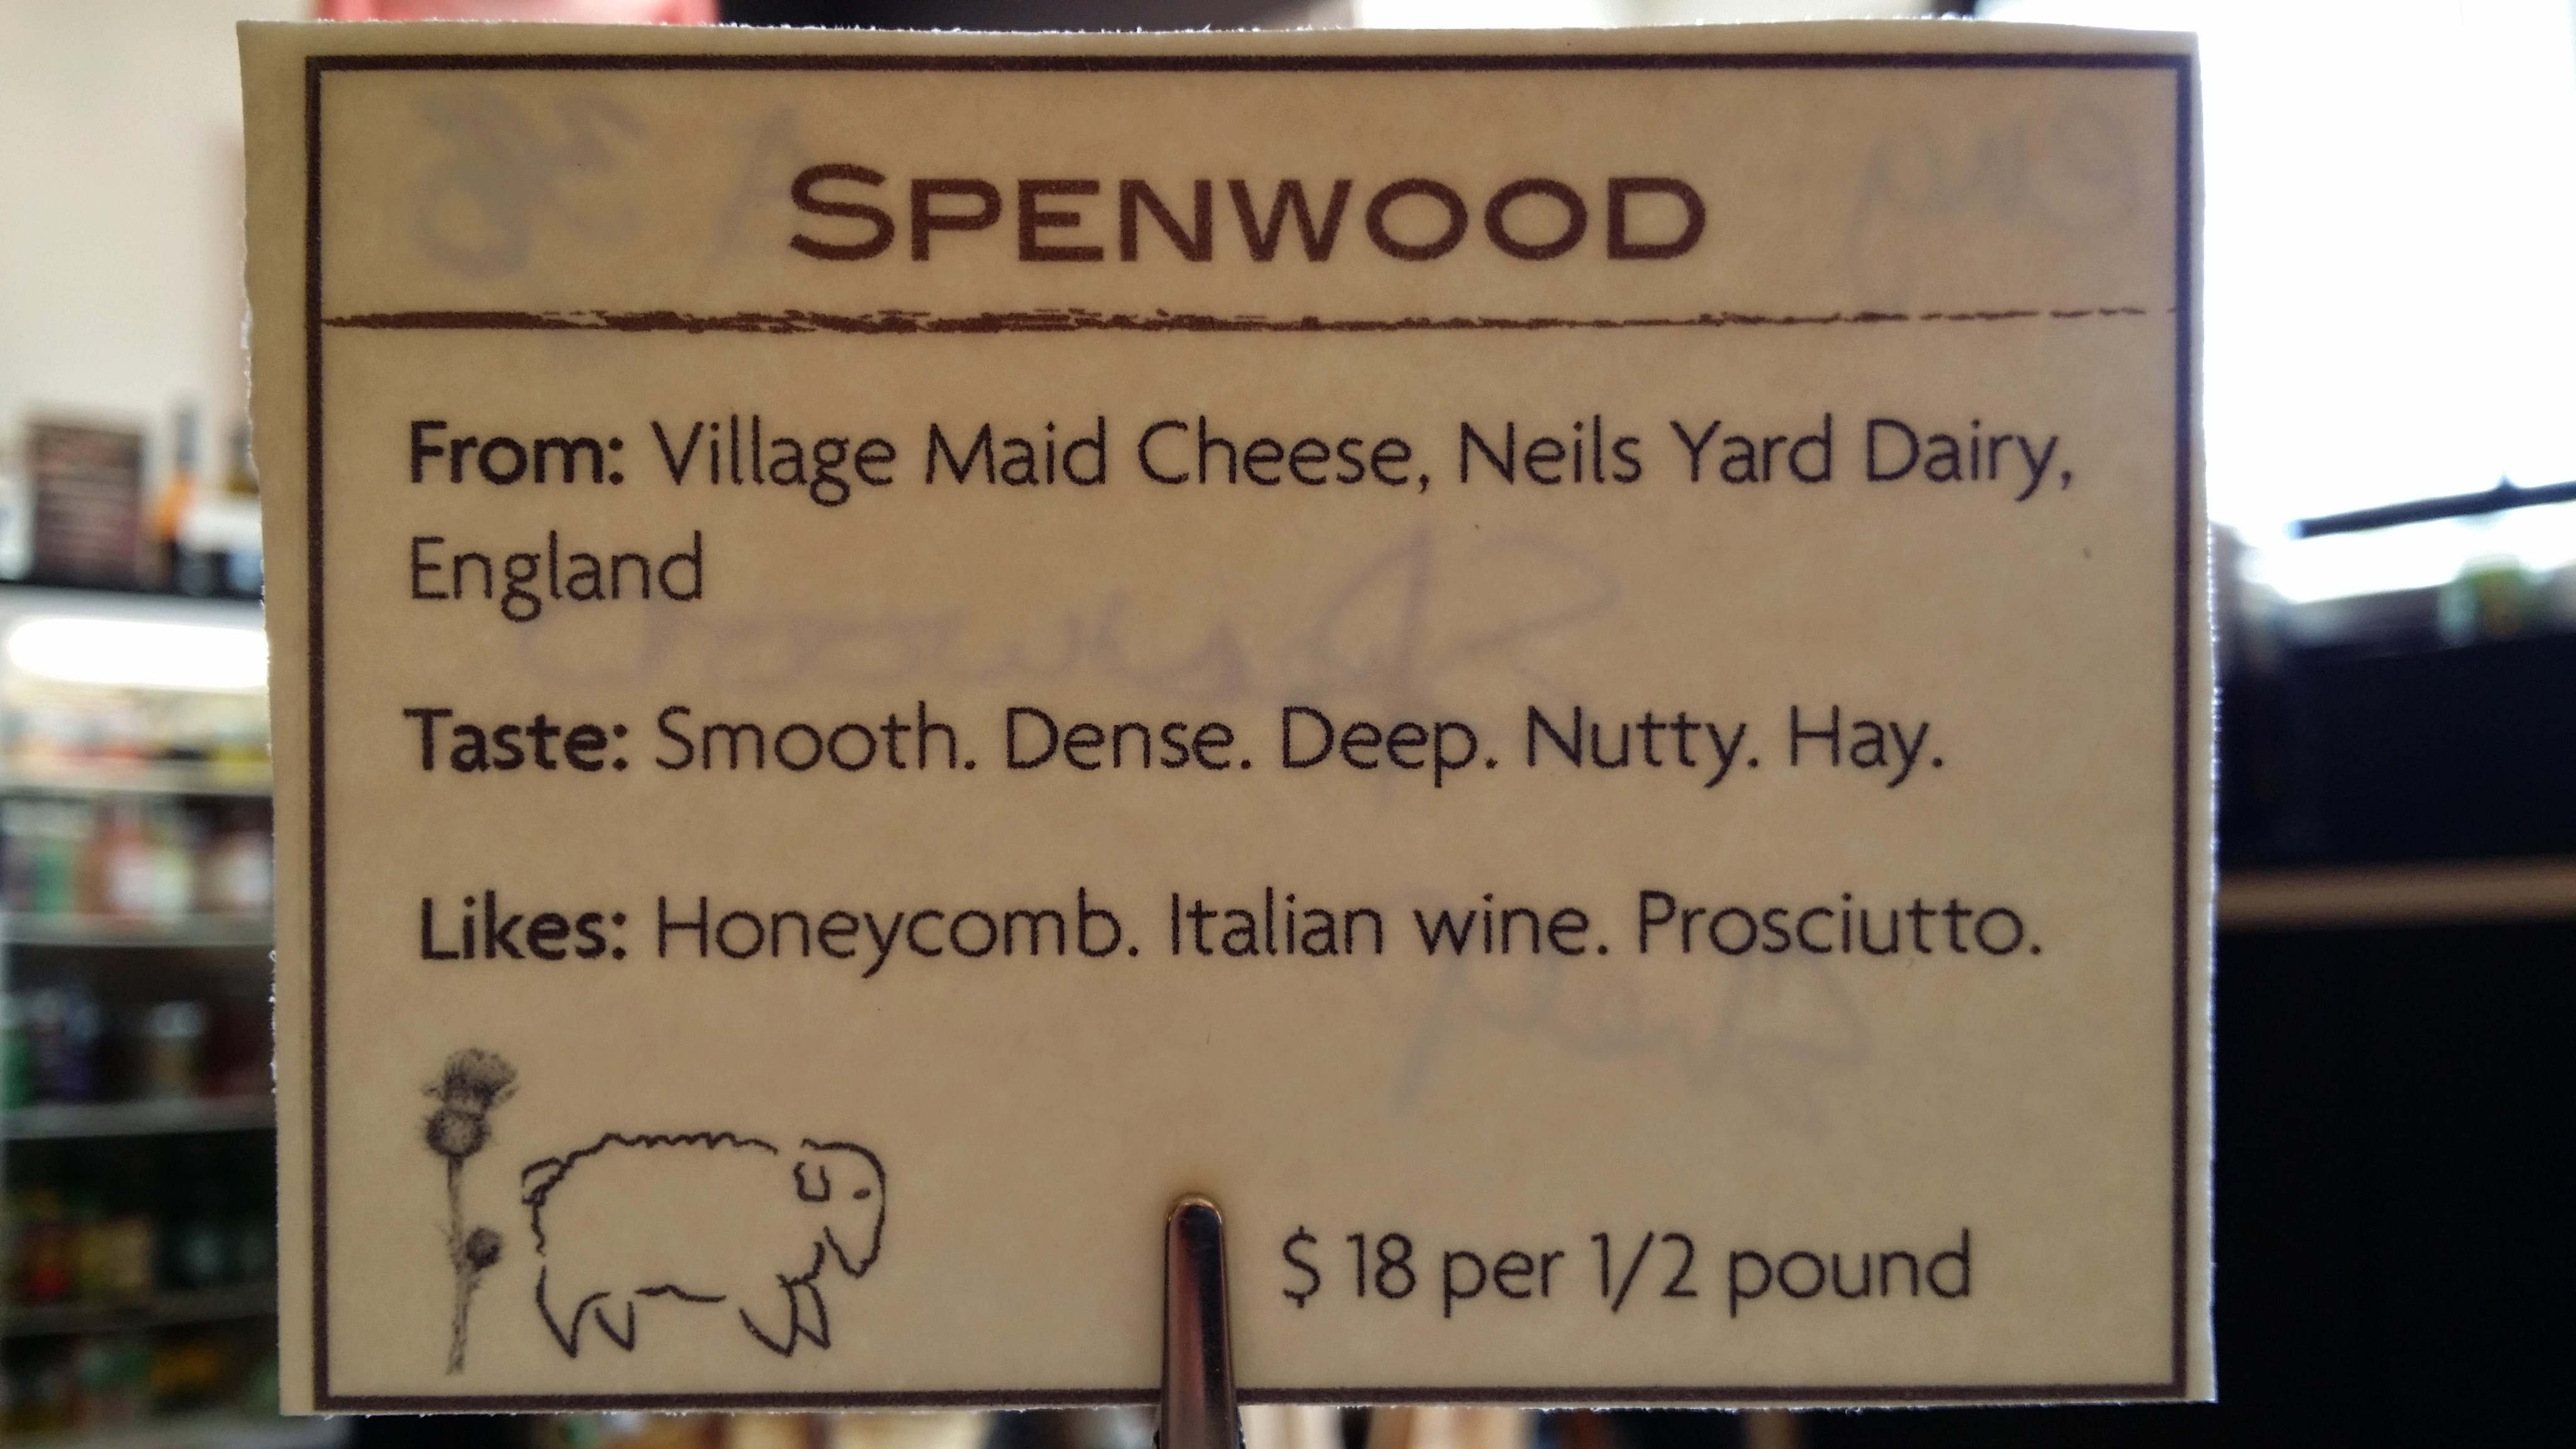 SPENWOOD
From: Village Maid Cheese, Neils Yard Dairy,
England
Taste: Smooth. Dense. Deep. Nutty. Hay.
Likes: Honeycomb. Italian wine. Prosciutto.
$ 18 per 1/2 pound